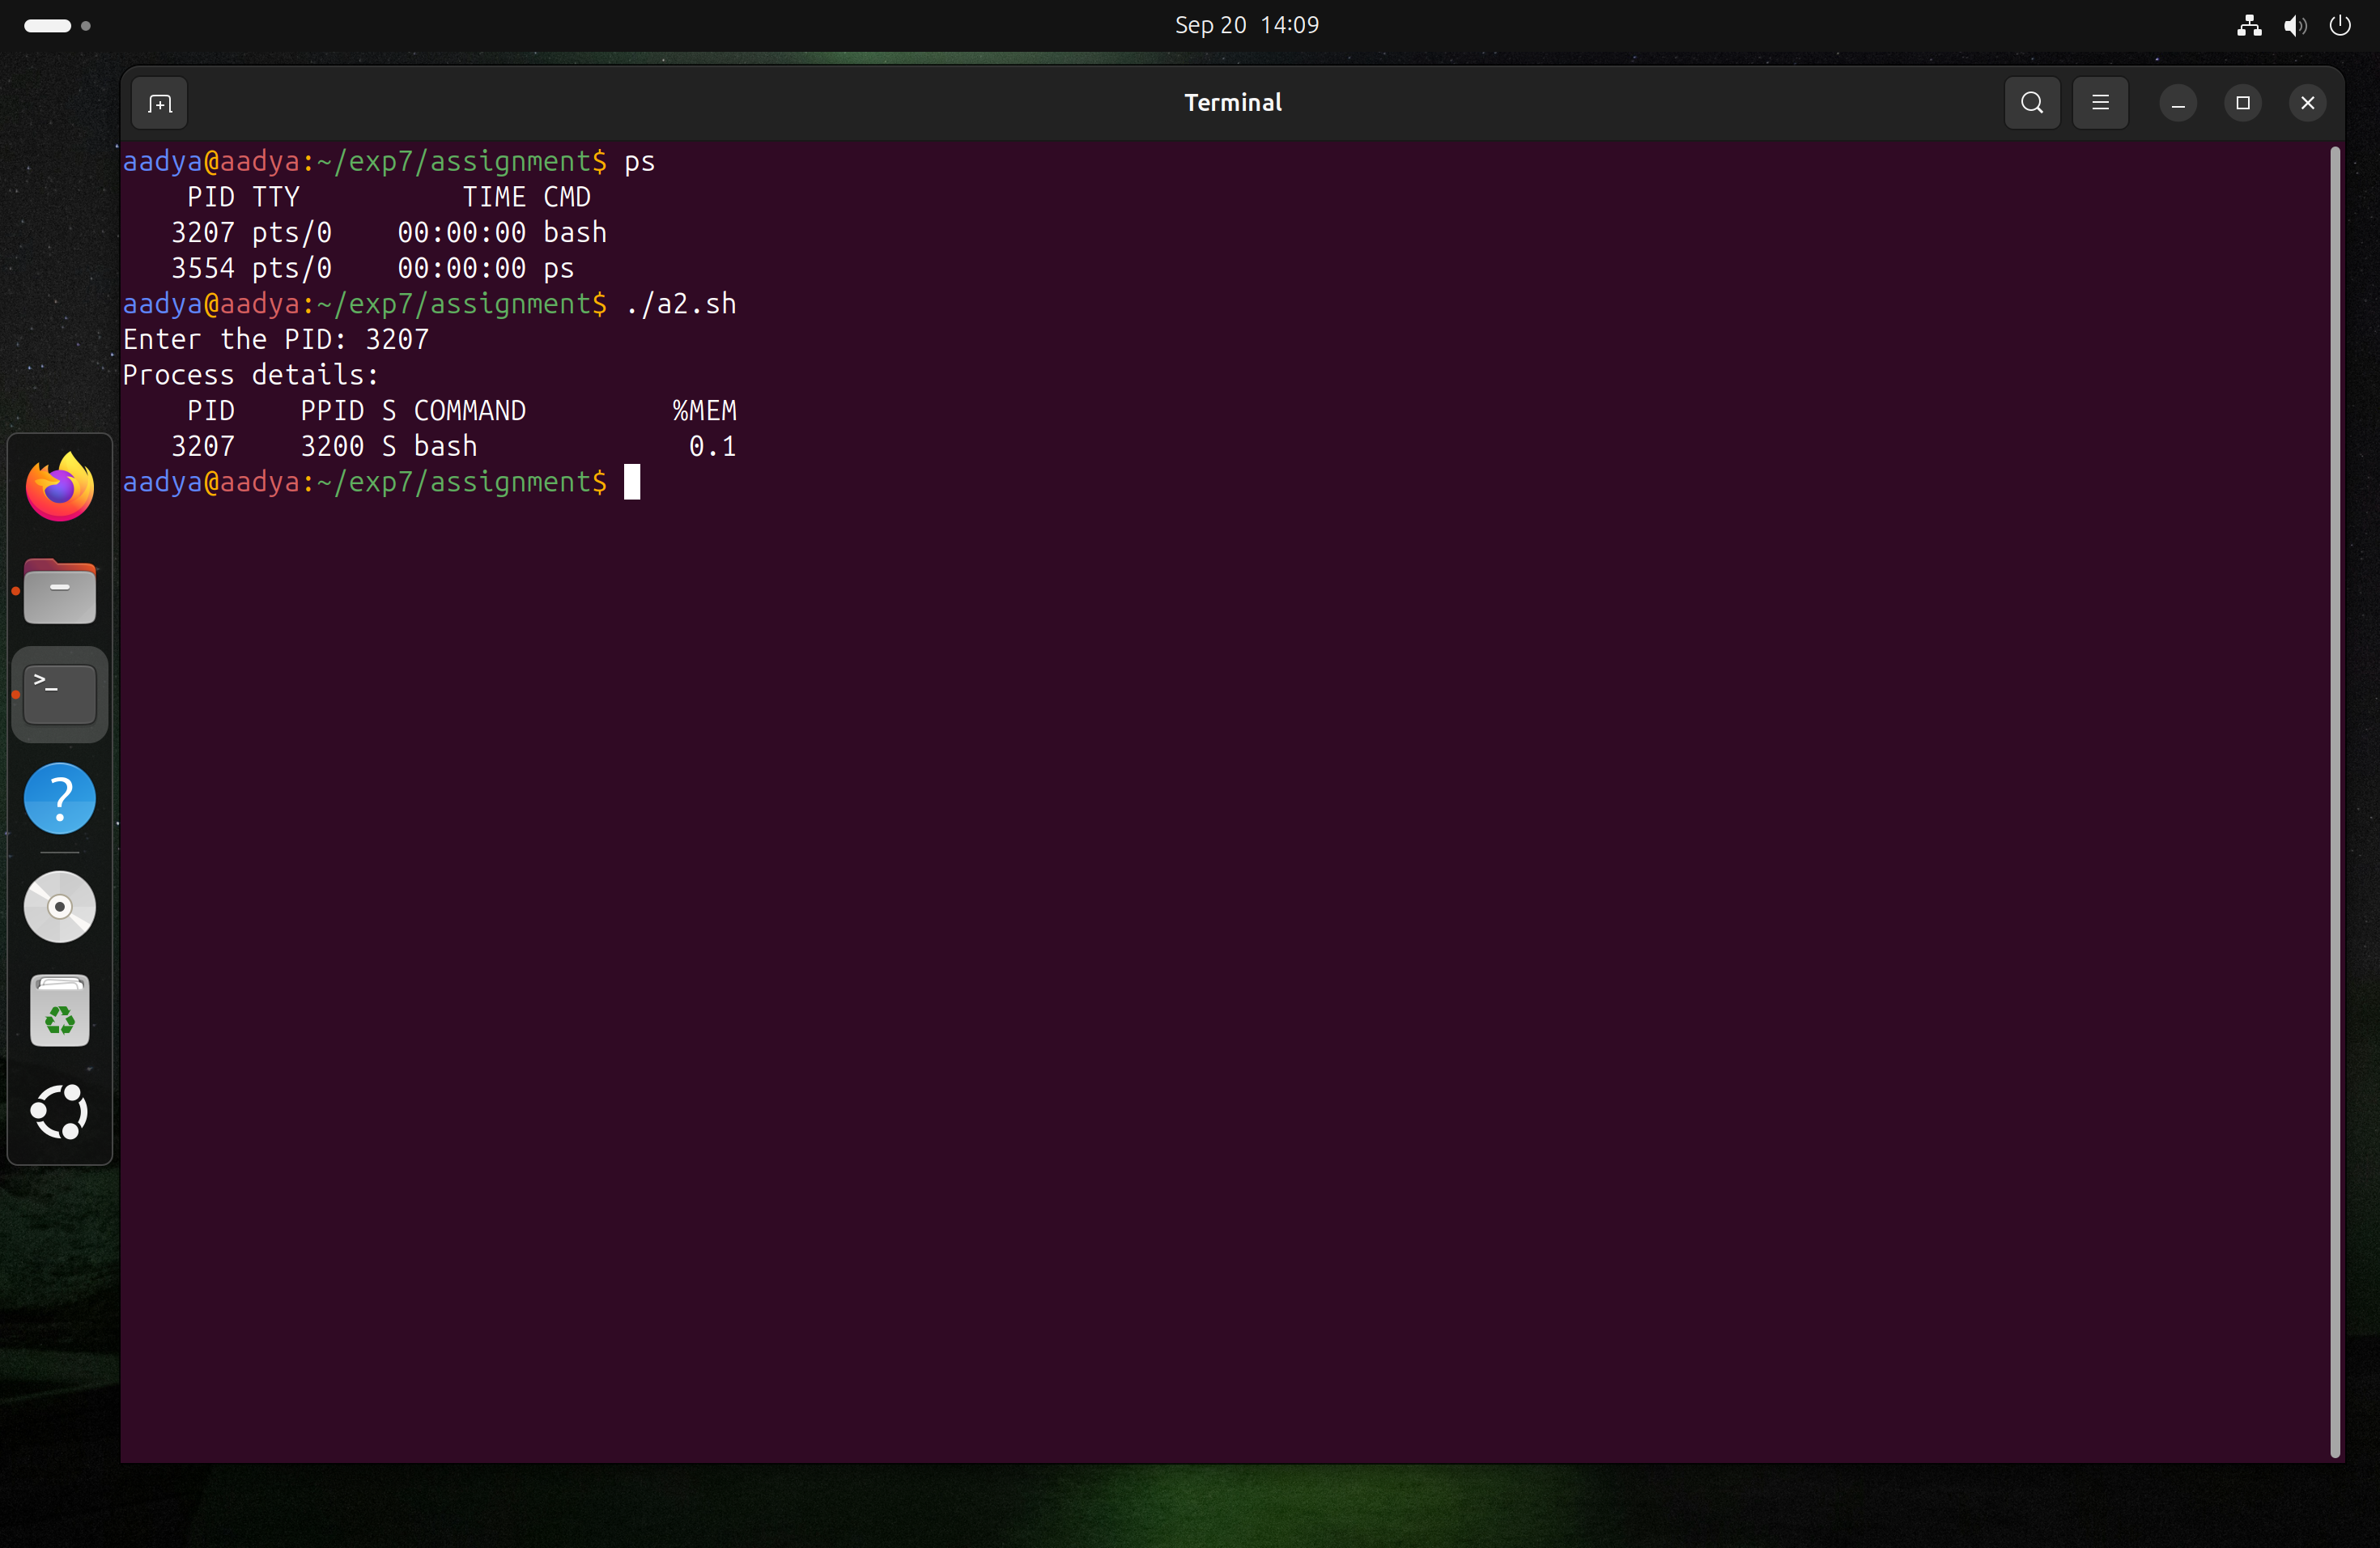 Sep 20 14:09
Terminal
aadya@aadya:~/exp7/assignment$ ps
    PID TTY          TIME CMD
   3207 pts/0    00:00:00 bash
   3554 pts/0    00:00:00 ps
aadya@aadya:~/exp7/assignment$ ./a2.sh
Enter the PID: 3207
Process details:
    PID    PPID S COMMAND         %MEM
   3207    3200 S bash             0.1
aadya@aadya:~/exp7/assignment$